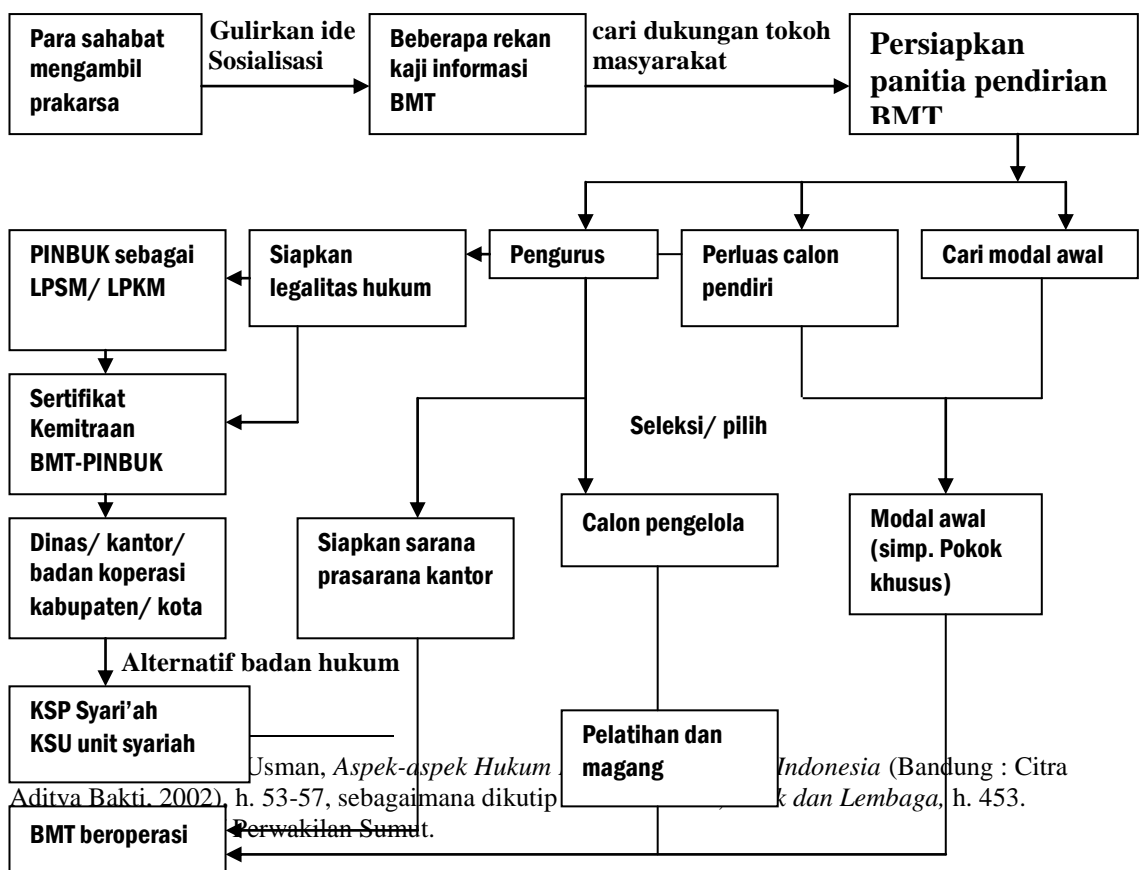 Para sahabat
mengambil
prakarsa
Gulirkan ide
Sosialisasi
Beberapa rekan
kaji informasi
BMT
cari dukungan tokoh
masyarakat
Persiapkan
panitia pendirian
BMT
PINBUK sebagai
LPSM/ LPKM
Siapkan
legalitas hukum
Pengurus
Perluas calon
pendiri
Cari modal awal
Sertifikat
Kemitraan
BMT-PINBUK
Seleksi/ pilih
Dinas/ kantor/
badan koperasi
kabupaten/ kota
Siapkan sarana
prasarana kantor
Calon pengelola
Modal awal
(simp. Pokok
khusus)
Alternatif badan hukum
KSP Syari’ah
KSU unit syariah
Pelatihan dan
magang
Usman, Aspek-aspek Hukum Indonesia (Bandung : Citra
Aditya Bakti, 2002), h. 53-57, sebagaimana dikutip dan Lembaga, h. 453.
Perwakilan Sumut.
BMT beroperasi